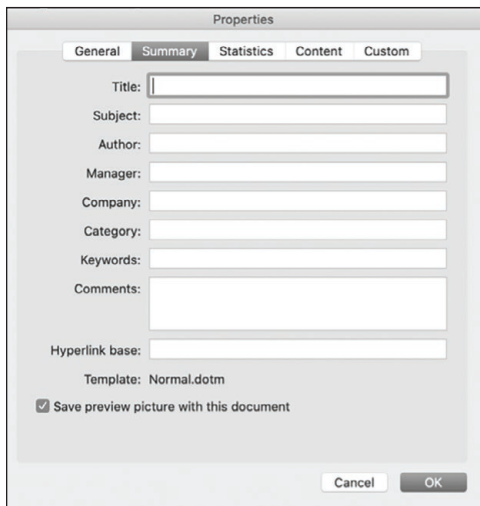 Properties
General Summary Statistics Content Custom
Title:
Subject:
Author:
Manager:
Company:
Category:
Keywords:
Comments:
Hyperlink base:
Template: Normal.dotm
Save preview picture with this document
Cancel OK